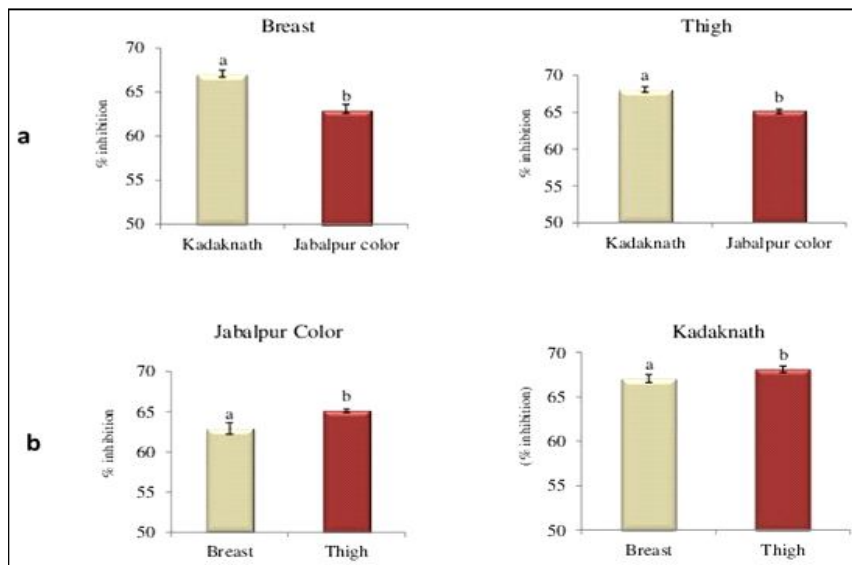 Breast
a
70
65
60
55
50
% inhibition
a
b
Kadaknath
Jabalpur color
Thigh
70
65
60
55
50
% inhibition
a
b
Kadaknath
Jabalpur color
b
Jabalpur Color
70
65
60
55
50
% inhibition
a
b
Breast
Thigh
Kadaknath
70
65
60
55
50
(% inhibition)
a
b
Breast
Thigh